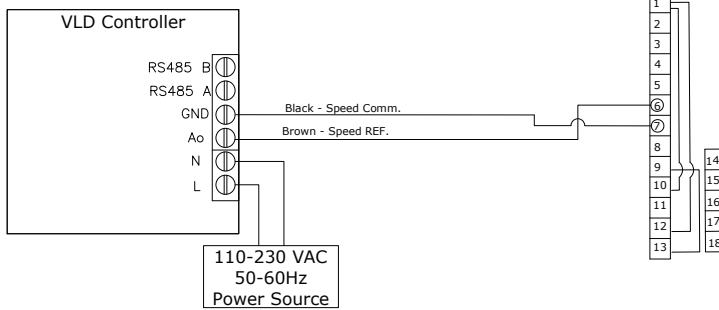 VLD Controller
RS485 B
RS485 A
GND
Ao
N
L
Black - Speed Comm.
Brown - Speed REF.
110-230 VAC
50-60Hz
Power Source
1
2
3
4
5
6
7
8
9
10
11
12
13
14
15
16
17
18